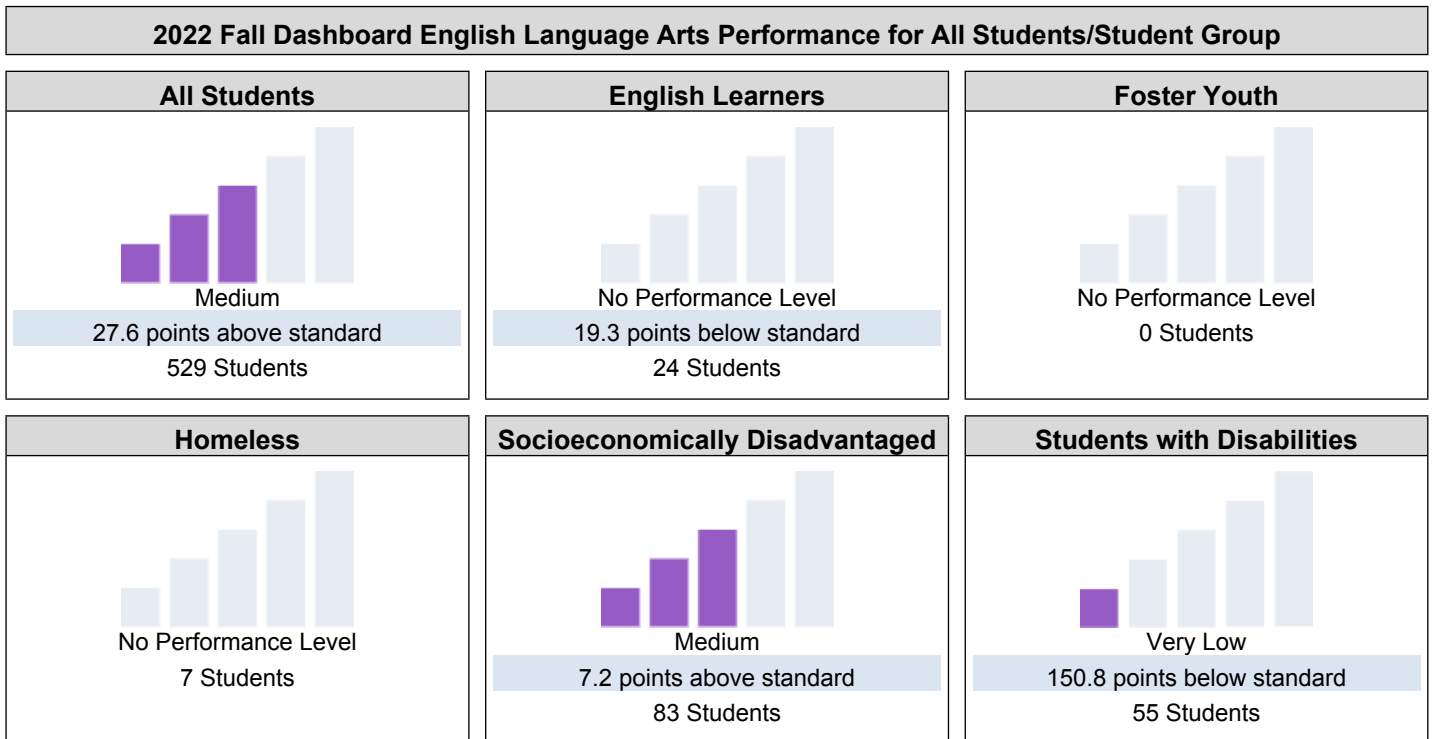 2022 Fall Dashboard English Language Arts Performance for All Students/Student Group
All Students
Medium
27.6 points above standard
529 Students
English Learners
No Performance Level
19.3 points below standard
24 Students
Foster Youth
No Performance Level
0 Students
Homeless
No Performance Level
7 Students
Socioeconomically Disadvantaged
Medium
7.2 points above standard
83 Students
Students with Disabilities
Very Low
150.8 points below standard
55 Students